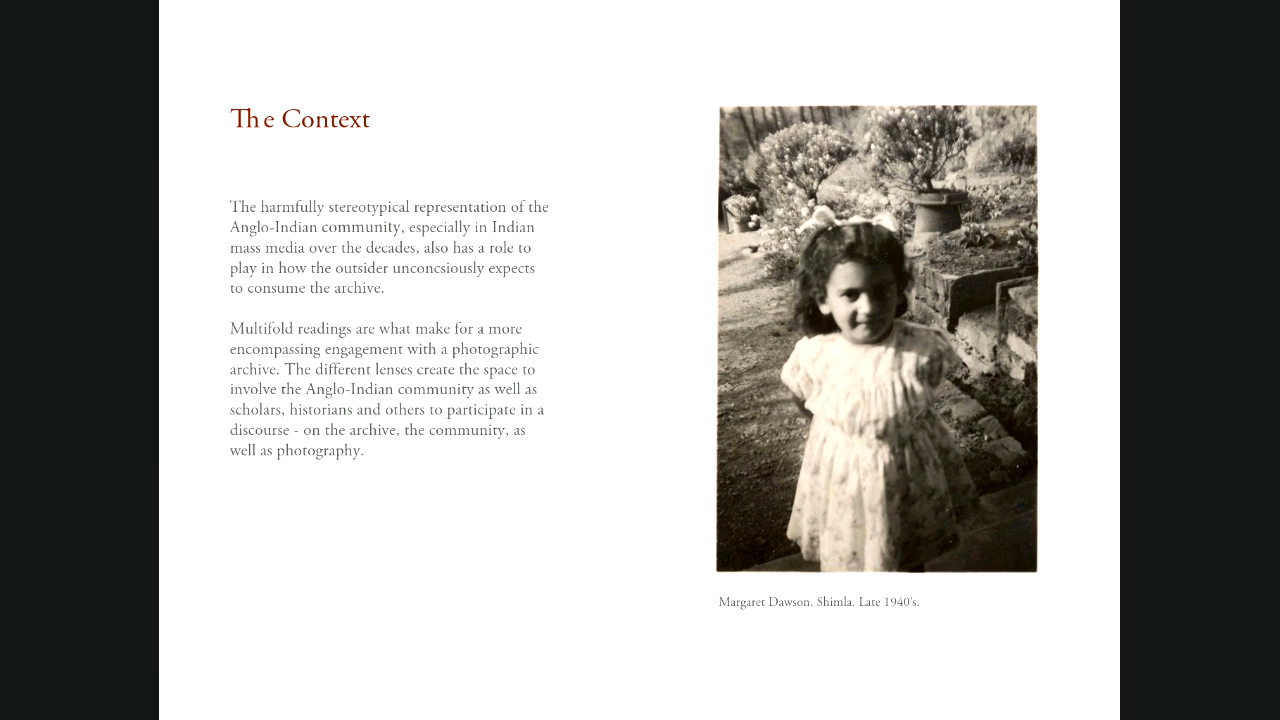 The Context
The harmfully stereotypical representation of the
Anglo-Indian community, especially in Indian
mass media over the decades, also has a role to
play in how the outsider unconcsiously expects
to consume the archive.
Multifold readings are what make for a more
encompassing engagement with a photographic
archive. The different lenses create the space to
involve the Anglo-Indian community as well as
scholars, historians and others to participate in a
discourse - on the archive, the community, as
well as photography.
Margaret Dawson. Shimla. Late 1940's.